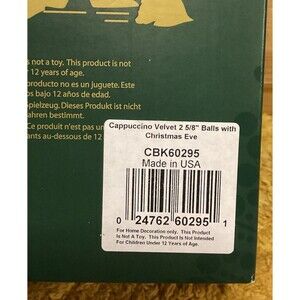 s not a toy. This product is not
12 years of age.
o no es un juguete. Este
os bajo 12 años de edad.
pielzeug. Dieses Produkt ist nicht
ahren bestimmt.
Ce produit n'est pas un
ants au-dessous de 12
Cappuccino Velvet 2 5/8" Balls with
Christmas Eve
CBK60295
Made in USA
0 24762 60295 1
For Home Decoration only. This Product
Is Not A Toy. This Product Is Not Intended
For Children Under 12 Years of Age.